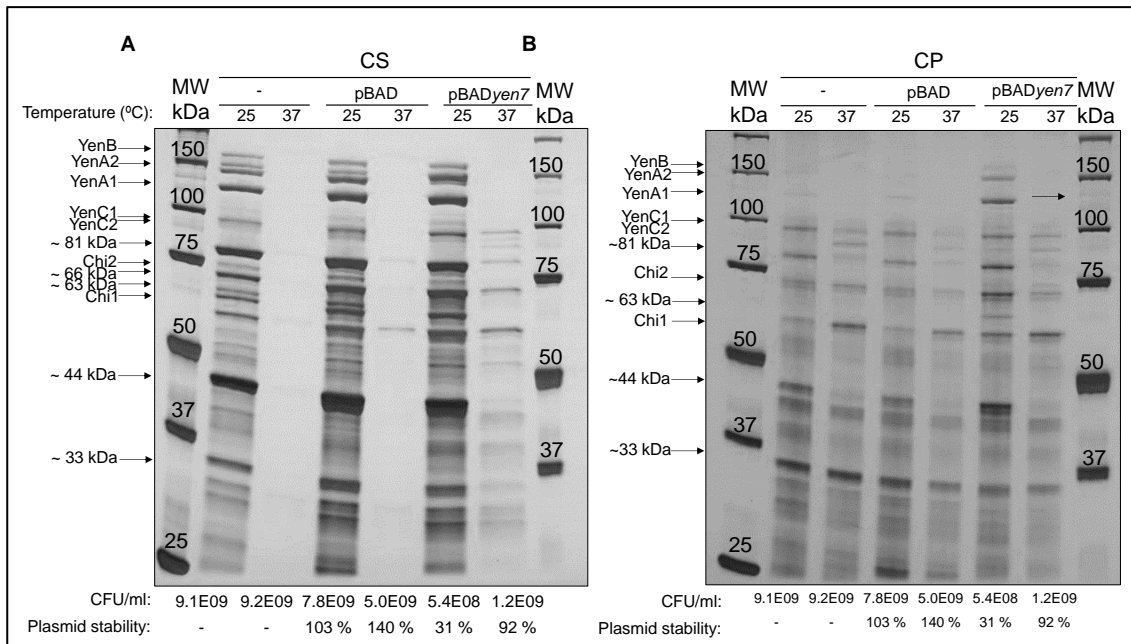 A
CS
MW
kDa
-
pBAD
pBADyen7
MW
kDa
Temperature (ºC):
25
37
25
37
25
37
YenB
YenA2
YenA1
YenC1
YenC2
~ 81 kDa
Chi2
~ 66 kDa
~ 63 kDa
Chi1
~ 44 kDa
~ 33 kDa
150
100
75
50
37
25
150
100
75
50
37
CFU/ml: 9.1E09 9.2E09 7.8E09 5.0E09 5.4E08 1.2E09
Plasmid stability: - - 103 % 140 % 31 % 92 %
B
CP
MW
kDa
-
pBAD
pBADyen7
MW
kDa
25
37
25
37
25
37
YenB
YenA2
YenA1
YenC1
YenC2
~81 kDa
Chi2
~ 63 kDa
Chi1
~44 kDa
~33 kDa
150
100
75
50
37
25
150
100
75
50
37
CFU/ml: 9.1E09 9.2E09 7.8E09 5.0E09 5.4E08 1.2E09
Plasmid stability: - - 103 % 140 % 31 % 92 %